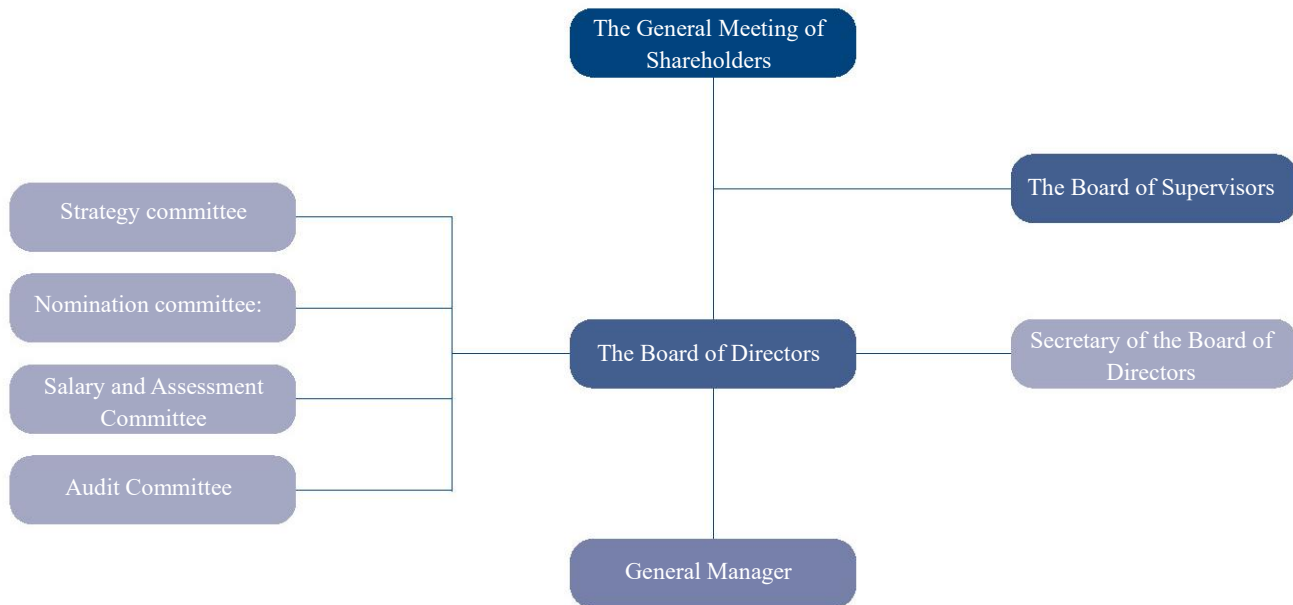 The General Meeting of
Shareholders
The Board of Supervisors
Strategy committee
Nomination committee:
Salary and Assessment
Committee
Audit Committee
The Board of Directors
Secretary of the Board of
Directors
General Manager